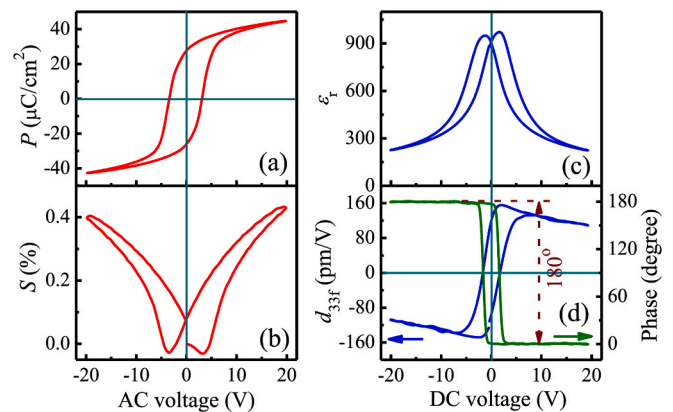 P (μC/cm²)
40
20
0
-20
-40
(a)
S (%)
0.4
0.2
0.0
(b)
-20 -10 0 10 20
AC voltage (V)
εr
900
600
300
0
(c)
d33f (pm/V)
160
80
0
-80
-160
180°
(d)
180
120
60
0
Phase (degree)
-20 -10 0 10 20
DC voltage (V)